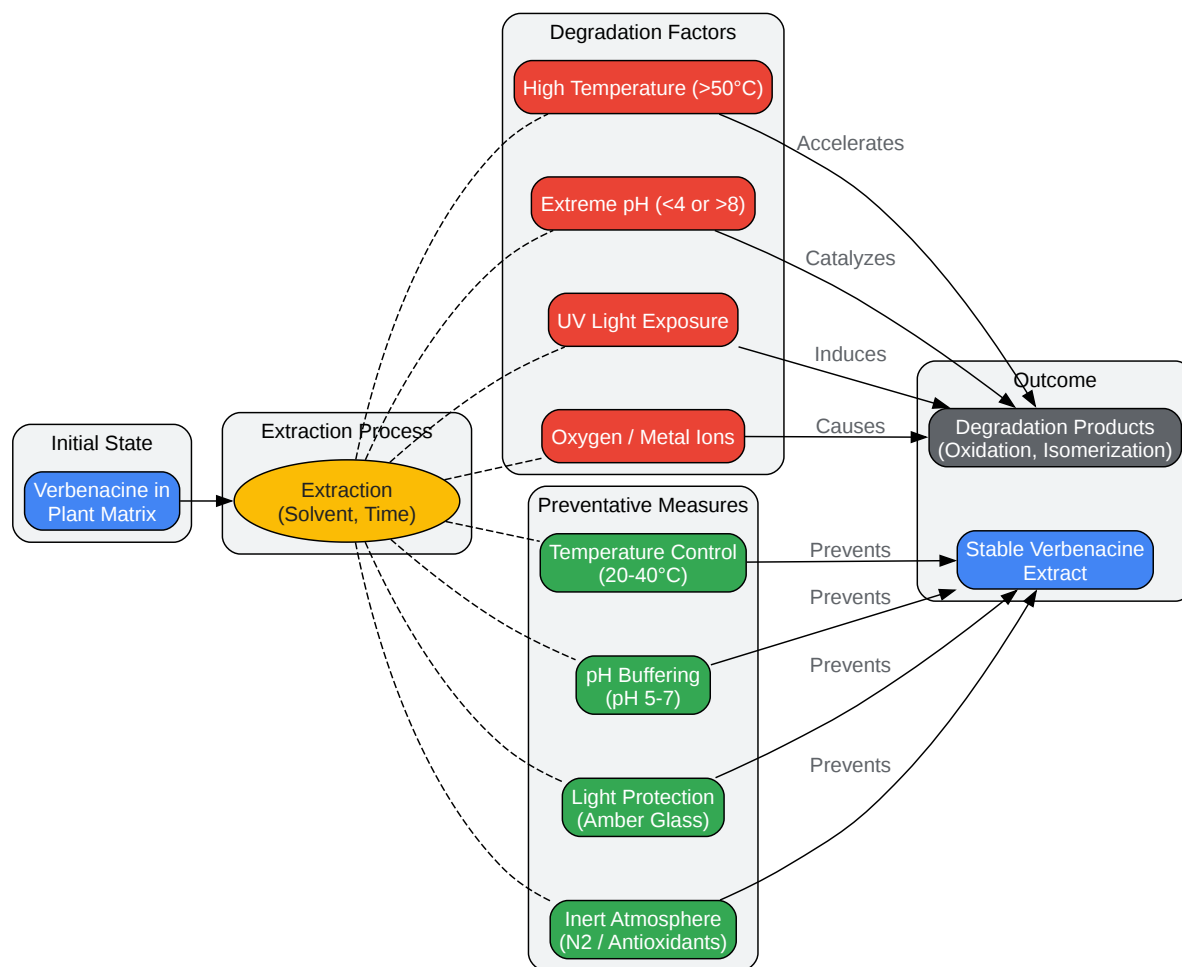 Initial State
Verbenacine in
Plant Matrix
Extraction Process
Extraction
(Solvent, Time)
Degradation Factors
High Temperature (>50°C)
Extreme pH (<4 or >8)
UV Light Exposure
Oxygen / Metal Ions
Accelerates
Catalyzes
Induces
Causes
Preventative Measures
Temperature Control
(20-40°C)
pH Buffering
(pH 5-7)
Light Protection
(Amber Glass)
Inert Atmosphere
(N2 / Antioxidants)
Prevents
Prevents
Prevents
Prevents
Outcome
Degradation Products
(Oxidation, Isomerization)
Stable Verbenacine
Extract